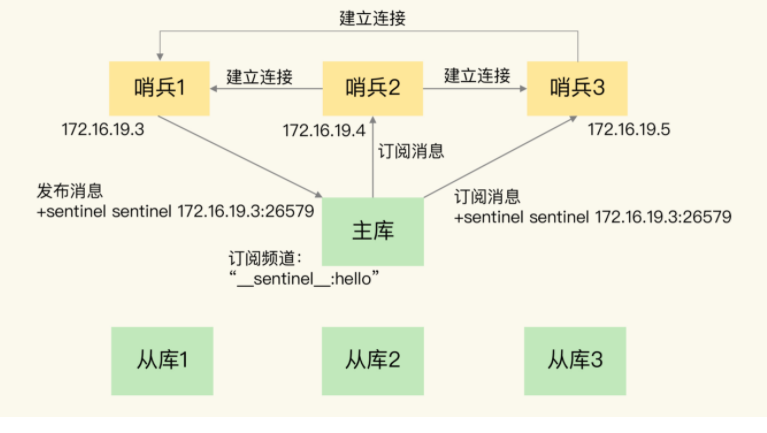 建立连接
哨兵1
建立连接
哨兵2
建立连接
哨兵3
172.16.19.3
172.16.19.4
172.16.19.5
订阅消息
发布消息
+sentinel sentinel 172.16.19.3:26579
订阅消息
+sentinel sentinel 172.16.19.3:26579
主库
订阅频道：
“__sentinel__:hello”
从库1
从库2
从库3